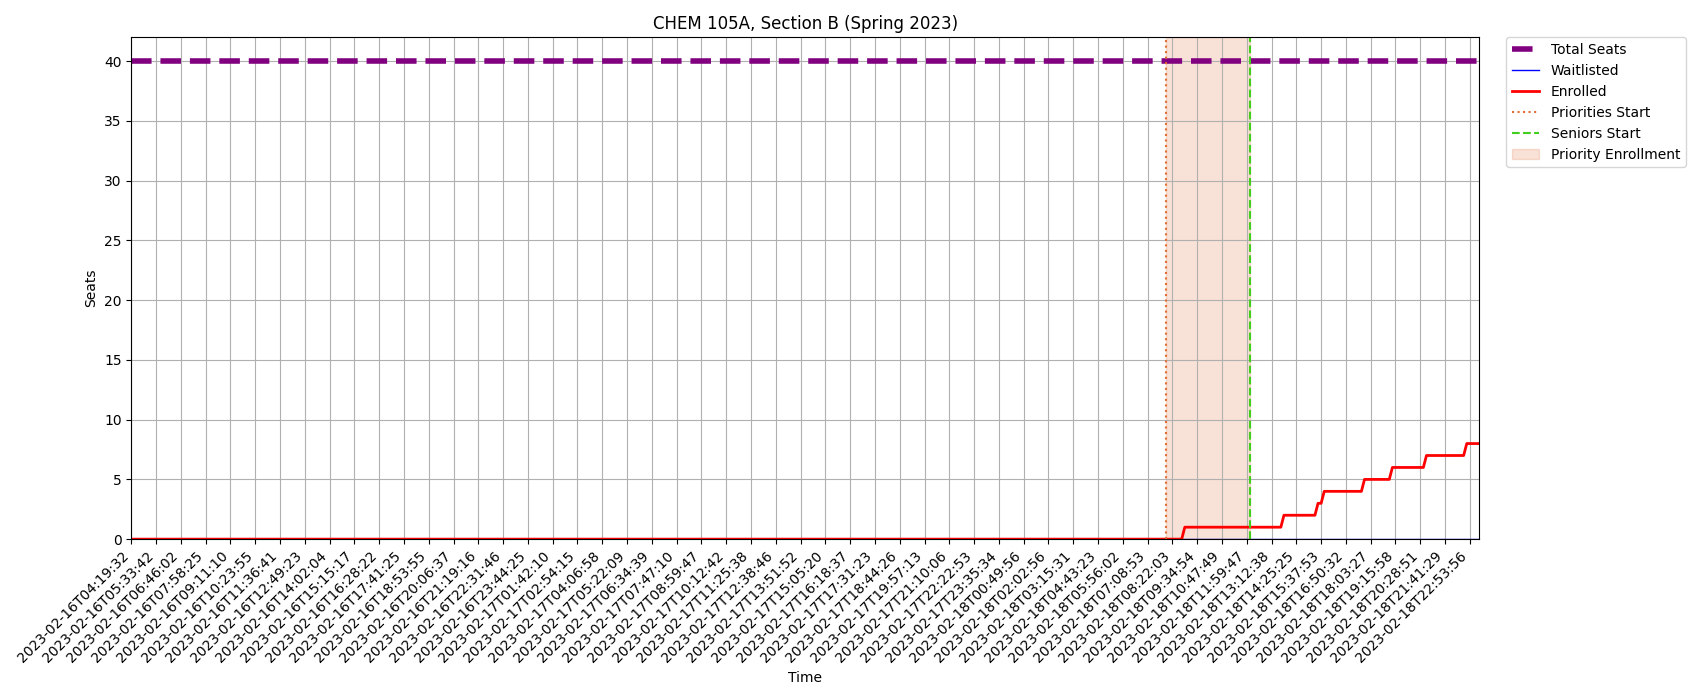 CHEM 105A, Section B (Spring 2023)
Total Seats
Waitlisted
Enrolled
Priorities Start
Seniors Start
Priority Enrollment
Seats
40
35
30
25
20
15
10
5
0
2023-02-16T04:19:32
2023-02-16T05:33:42
2023-02-16T06:46:02
2023-02-16T07:58:25
2023-02-16T09:11:10
2023-02-16T10:23:55
2023-02-16T11:36:41
2023-02-16T12:49:23
2023-02-16T14:02:04
2023-02-16T15:15:17
2023-02-16T16:28:22
2023-02-16T17:41:25
2023-02-16T18:53:55
2023-02-16T20:06:37
2023-02-16T21:19:16
2023-02-16T22:31:46
2023-02-16T23:44:25
2023-02-17T01:42:10
2023-02-17T02:54:15
2023-02-17T04:06:58
2023-02-17T05:22:09
2023-02-17T06:34:39
2023-02-17T07:47:10
2023-02-17T08:59:47
2023-02-17T10:12:42
2023-02-17T11:25:38
2023-02-17T12:38:46
2023-02-17T13:51:52
2023-02-17T15:05:20
2023-02-17T16:18:37
2023-02-17T17:31:23
2023-02-17T18:44:26
2023-02-17T19:57:13
2023-02-17T21:10:06
2023-02-17T22:22:53
2023-02-17T23:35:34
2023-02-18T00:49:56
2023-02-18T02:02:56
2023-02-18T03:15:31
2023-02-18T04:43:23
2023-02-18T05:56:02
2023-02-18T07:08:53
2023-02-18T08:22:03
2023-02-18T09:34:54
2023-02-18T10:47:49
2023-02-18T11:59:47
2023-02-18T13:12:38
2023-02-18T14:25:25
2023-02-18T15:37:53
2023-02-18T16:50:32
2023-02-18T18:03:27
2023-02-18T19:15:58
2023-02-18T20:28:51
2023-02-18T21:41:29
2023-02-18T22:53:56
Time